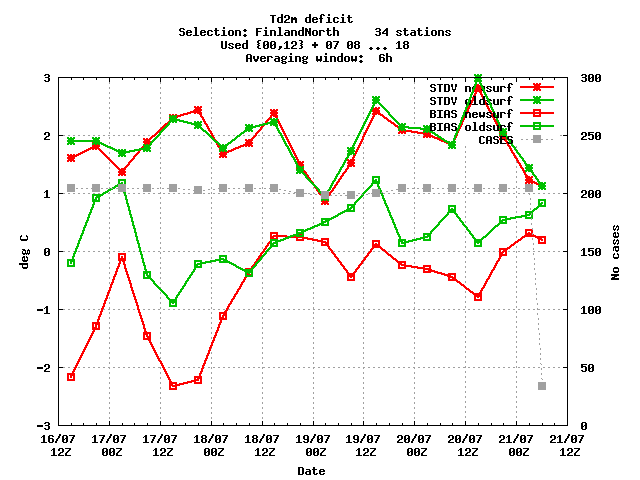 Td2m deficit
Selection: FinlandNorth     34 stations
Used {00,12} + 07 08 ... 18
Averaging window:  6h
STDV newsurf
STDV oldsurf
BIAS newsurf
BIAS oldsurf
CASES
3
2
1
0
-1
-2
-3
deg C
300
250
200
150
100
50
0
No cases
16/07 17/07 17/07 18/07 18/07 19/07 19/07 20/07 20/07 21/07 21/07
12Z 00Z 12Z 00Z 12Z 00Z 12Z 00Z 12Z 00Z 12Z
Date